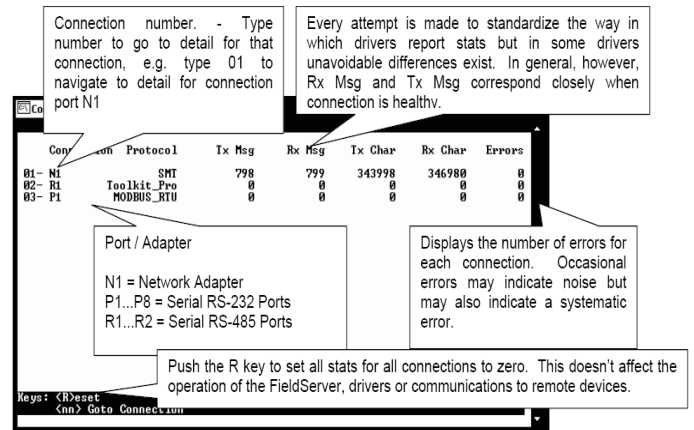 Connection number. - Type
number to go to detail for that
connection, e.g. type 01 to
navigate to detail for connection
port N1
Every attempt is made to standardize the way in
which drivers report stats but in some drivers
unavoidable differences exist. In general, however,
Rx Msg and Tx Msg correspond closely when
connection is healthy.
Protocol Tx Msg Rx Msg Tx Char Rx Char Errors
01- N1 SMT 798 799 343998 346980 0
02- R1 Toolkit_Pro 0 0 0 0 0
03- P1 MODBUS_RTU 0 0 0 0 0
Port / Adapter
N1 = Network Adapter
P1...P8 = Serial RS-232 Ports
R1...R2 = Serial RS-485 Ports
Displays the number of errors for
each connection. Occasional
errors may indicate noise but
may also indicate a systematic
error.
Push the R key to set all stats for all connections to zero. This doesn't affect the
operation of the FieldServer, drivers or communications to remote devices.
Keys: <R>eset
<nn> Goto Connection